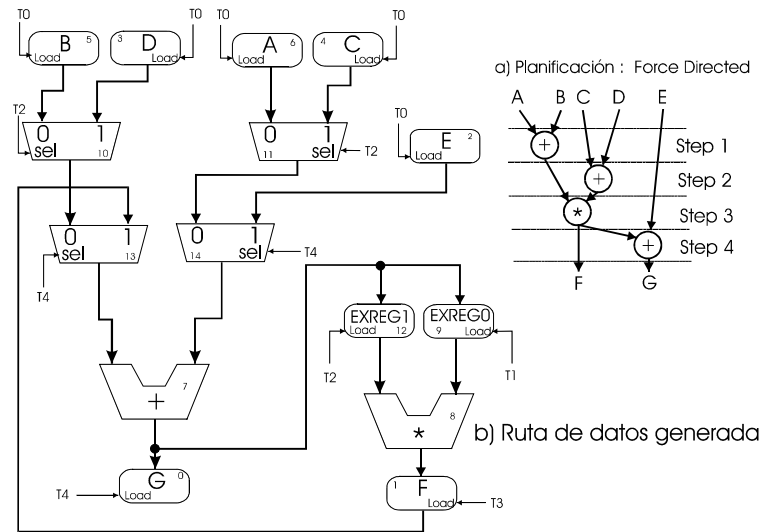 T0
T0
T0
T0
B 5
Load
3 D
Load
A 6
Load
4 C
Load
a) Planificación : Force Directed
A B C D E
T2
0 1
sel 10
0 1
11 sel
T2
T0
E 2
Load
+
Step 1
+
Step 2
*
Step 3
+
Step 4
F G
0 1
sel 13
T4
0 1
14 sel
T4
EXREG1
Load 12
EXREG0
9 Load
T2
T1
7
+
8
*
b) Ruta de datos generada
G 0
Load
T4
1 F
Load
T3